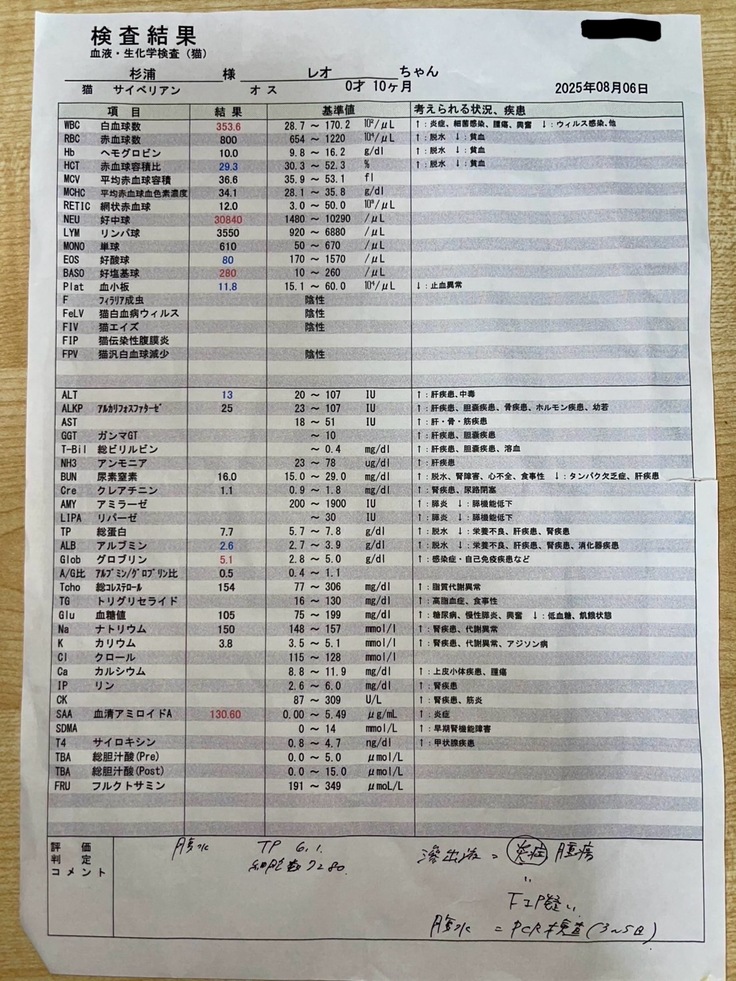 検査結果
血液・生化学検査（猫）
杉浦 様 レオ ちゃん
猫 サイベリアン オス 0才 10ヶ月 2025年08月06日
項 目 結 果 基準値 考えられる状況、疾患
WBC 白血球数 353.6 28.7 ～ 170.2 10²/μL ↑：炎症、細菌感染、腫瘍、興奮 ↓：ウィルス感染、他
RBC 赤血球数 800 654 ～ 1220 10⁴/μL ↑：脱水 ↓：貧血
Hb ヘモグロビン 10.0 9.8 ～ 16.2 g/dl ↑：脱水 ↓：貧血
HCT 赤血球容積比 29.3 30.3 ～ 52.3 % ↑：脱水 ↓：貧血
MCV 平均赤血球容積 36.6 35.9 ～ 53.1 fl
MCHC 平均赤血球血色素濃度 34.1 28.1 ～ 35.8 g/dl
RETIC 網状赤血球 12.0 3.0 ～ 50.0 /μL
NEU 好中球 30840 1480 ～ 10290 /μL
LYM リンパ球 3550 920 ～ 6880 /μL
MONO 単球 610 50 ～ 670 /μL
EOS 好酸球 80 170 ～ 1570 /μL
BASO 好塩基球 280 10 ～ 260 /μL
Plat 血小板 11.8 15.1 ～ 60.0 10⁴/μL ↓：止血異常
F フィラリア成虫 陰性
FeLV 猫白血病ウィルス 陰性
FIV 猫エイズ 陰性
FIP 猫伝染性腹膜炎
FPV 猫汎白血球減少 陰性
ALT 13 20 ～ 107 IU ↑：肝疾患、中毒
ALKP アルカリフォスファターゼ 25 23 ～ 107 IU ↑：肝疾患、胆嚢疾患、骨疾患、ホルモン疾患、幼若
AST 18 ～ 51 IU ↑：肝・骨・筋疾患
GGT ガンマGT ～ 10 ↑：肝疾患、胆嚢疾患
T-Bil 総ビリルビン ～ 0.4 mg/dl ↑：肝疾患、胆嚢疾患、溶血
NH3 アンモニア 23 ～ 78 ug/dl ↑：肝疾患
BUN 尿素窒素 16.0 15.0 ～ 29.0 mg/dl ↑：脱水、腎障害、心不全、食事性 ↓：タンパク欠乏症、肝疾患
Cre クレアチニン 1.1 0.9 ～ 1.8 mg/dl ↑：腎疾患、尿路閉塞
AMY アミラーゼ 200 ～ 1900 IU ↑：膵炎 ↓：膵機能低下
LIPA リパーゼ ～ 30 IU ↑：膵炎 ↓：膵機能低下
TP 総蛋白 7.7 5.7 ～ 7.8 g/dl ↑：脱水 ↓：栄養不良、肝疾患、腎疾患
ALB アルブミン 2.6 2.7 ～ 3.9 g/dl ↑：脱水 ↓：栄養不良、肝疾患、腎疾患、消化器疾患
Glob グロブリン 5.1 2.8 ～ 5.0 g/dl ↑：感染症・自己免疫疾患など
A/G比 アルブミン/グロブリン比 0.5 0.4 ～ 1.1
Tcho 総コレステロール 154 77 ～ 306 mg/dl ↑：脂質代謝異常
TG トリグリセライド 16 ～ 130 mg/dl ↑：高脂血症、食事性
Glu 血糖値 105 75 ～ 199 mg/dl ↑：糖尿病、慢性膵炎、興奮 ↓：低血糖、飢餓状態
Na ナトリウム 150 148 ～ 157 mmol/l ↑：腎疾患、代謝異常
K カリウム 3.8 3.5 ～ 5.1 mmol/l ↑：腎疾患、代謝異常、アジソン病
Cl クロール 115 ～ 128 mmol/l
Ca カルシウム 8.8 ～ 11.9 mg/dl ↑：上皮小体疾患、腫瘍
IP リン 2.6 ～ 6.0 mg/dl ↑：腎疾患
CK 87 ～ 309 U/L ↑：腎疾患、筋炎
SAA 血清アミロイドA 130.60 0.00 ～ 5.49 μg/mL ↑：炎症
SDMA 0 ～ 14 mmol/L ↑：早期腎機能障害
T4 サイロキシン 0.8 ～ 4.7 ng/dl ↑：甲状腺疾患
TBA 総胆汁酸(Pre) 0.0 ～ 5.0 μmol/L
TBA 総胆汁酸(Post) 0.0 ～ 15.0 μmol/L
FRU フルクトサミン 191 ～ 349 μmoL/L
評 価
判 定
コメント
腹水 TP 6.1.
細胞数 7280.
滲出液 = 炎症 腫瘍
〃
FIP疑い
腹水 = PCR検査(3～5日)